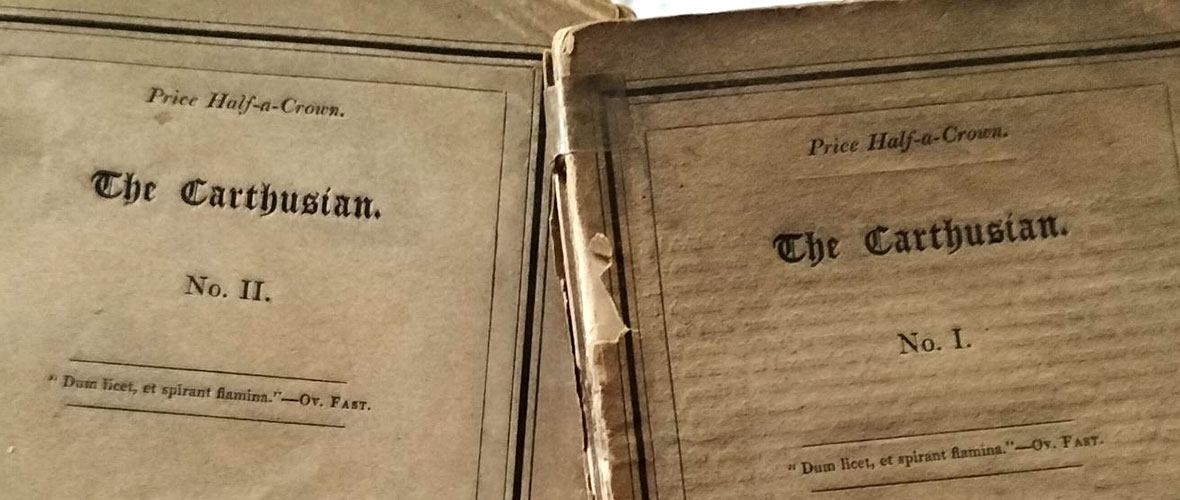 Price Half-a-Crown.
The Carthusian.
No. II.
" Dum licet, et spirant flamina."—Ov. Fast.
Price Half-a-Crown.
The Carthusian.
No. I.
" Dum licet, et spirant flamina."—Ov. Fast.